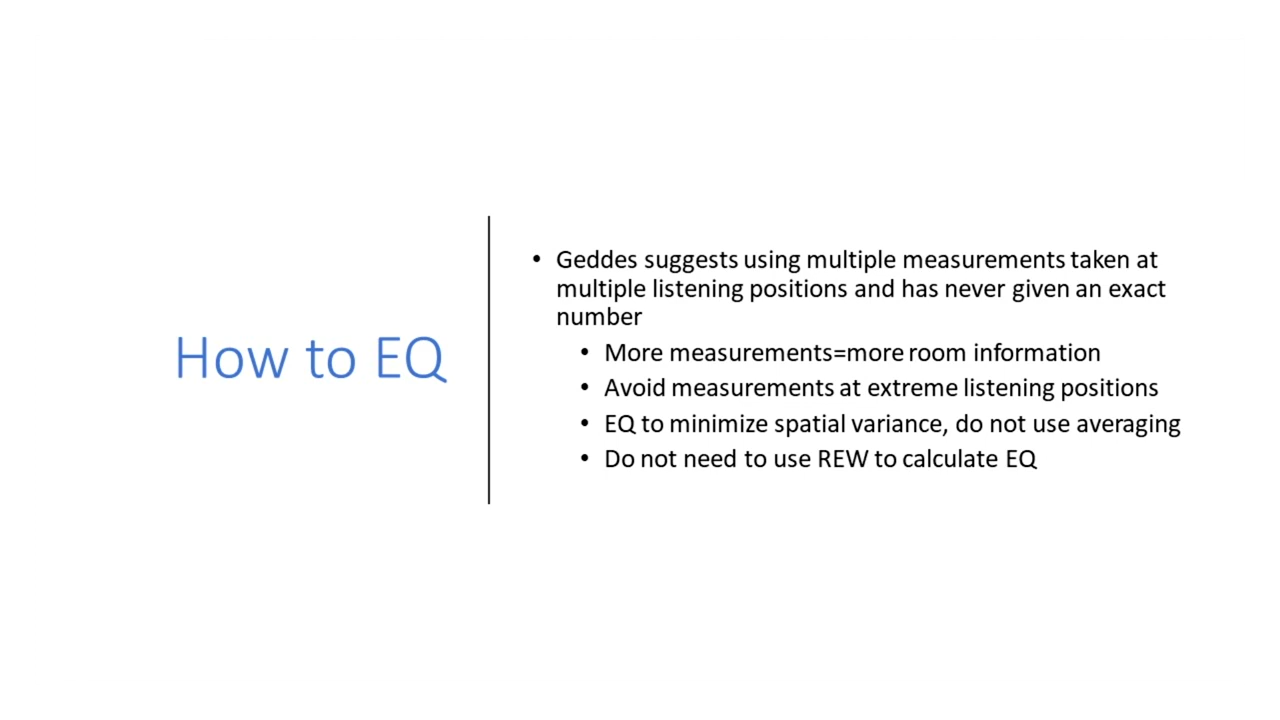 How to EQ
• Geddes suggests using multiple measurements taken at
multiple listening positions and has never given an exact
number
• More measurements=more room information
• Avoid measurements at extreme listening positions
• EQ to minimize spatial variance, do not use averaging
• Do not need to use REW to calculate EQ